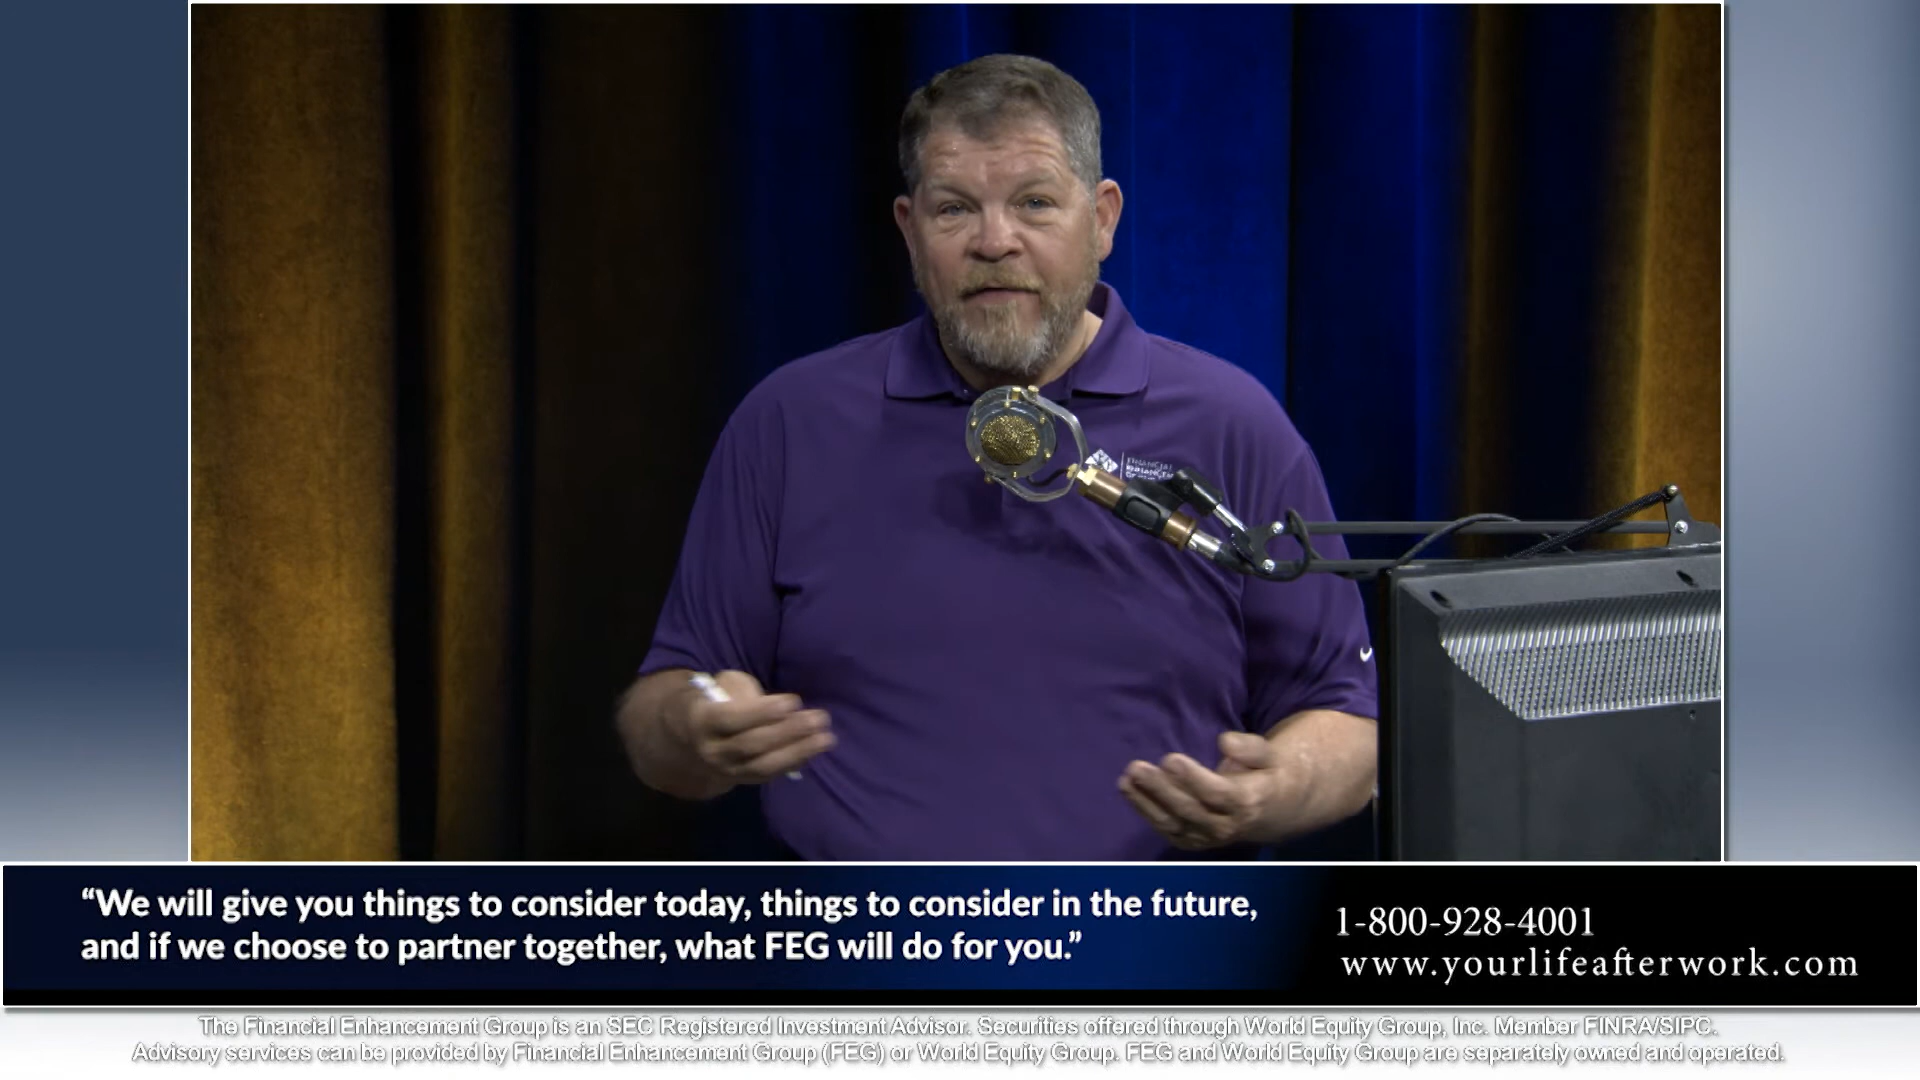 FINANCIAL
“We will give you things to consider today, things to consider in the future,
and if we choose to partner together, what FEG will do for you.”
1-800-928-4001
www.yourlifeafterwork.com
The Financial Enhancement Group is an SEC Registered Investment Advisor. Securities offered through World Equity Group, Inc. Member FINRA/SIPC.
Advisory services can be provided by Financial Enhancement Group (FEG) or World Equity Group. FEG and World Equity Group are separately owned and operated.